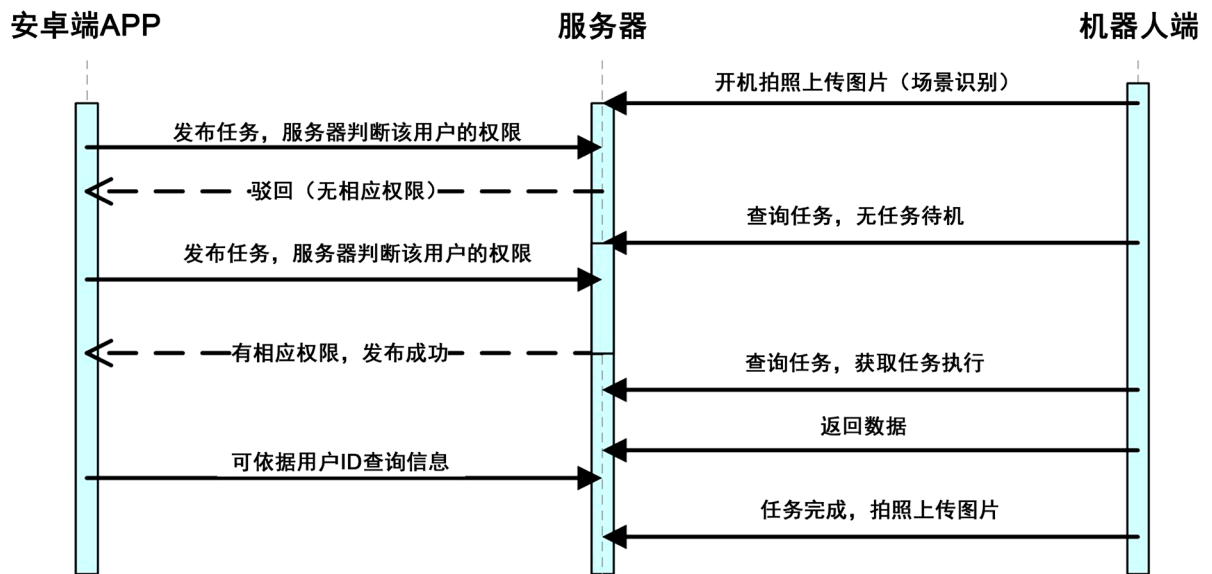 安卓端APP
服务器
机器人端
开机拍照上传图片（场景识别）
发布任务，服务器判断该用户的权限
驳回（无相应权限）
查询任务，无任务待机
发布任务，服务器判断该用户的权限
有相应权限，发布成功
查询任务，获取任务执行
返回数据
可依据用户ID查询信息
任务完成，拍照上传图片